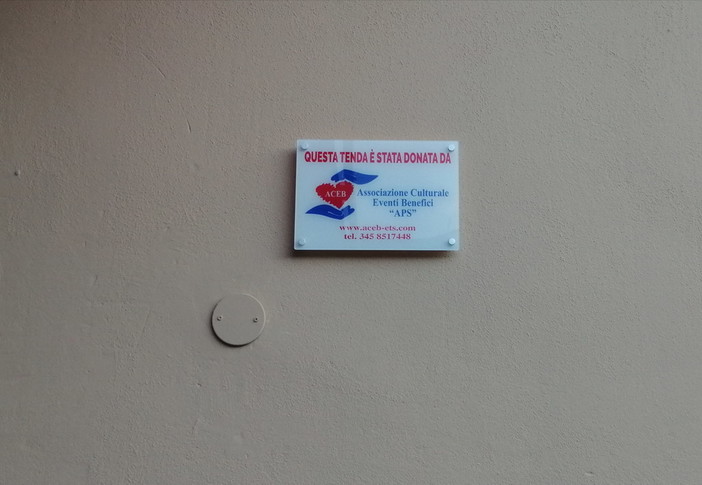 QUESTA TENDA È STATA DONATA DA
ACEB
Associazione Culturale
Eventi Benefici
“APS”
www.aceb-ets.com
tel. 345 8517448